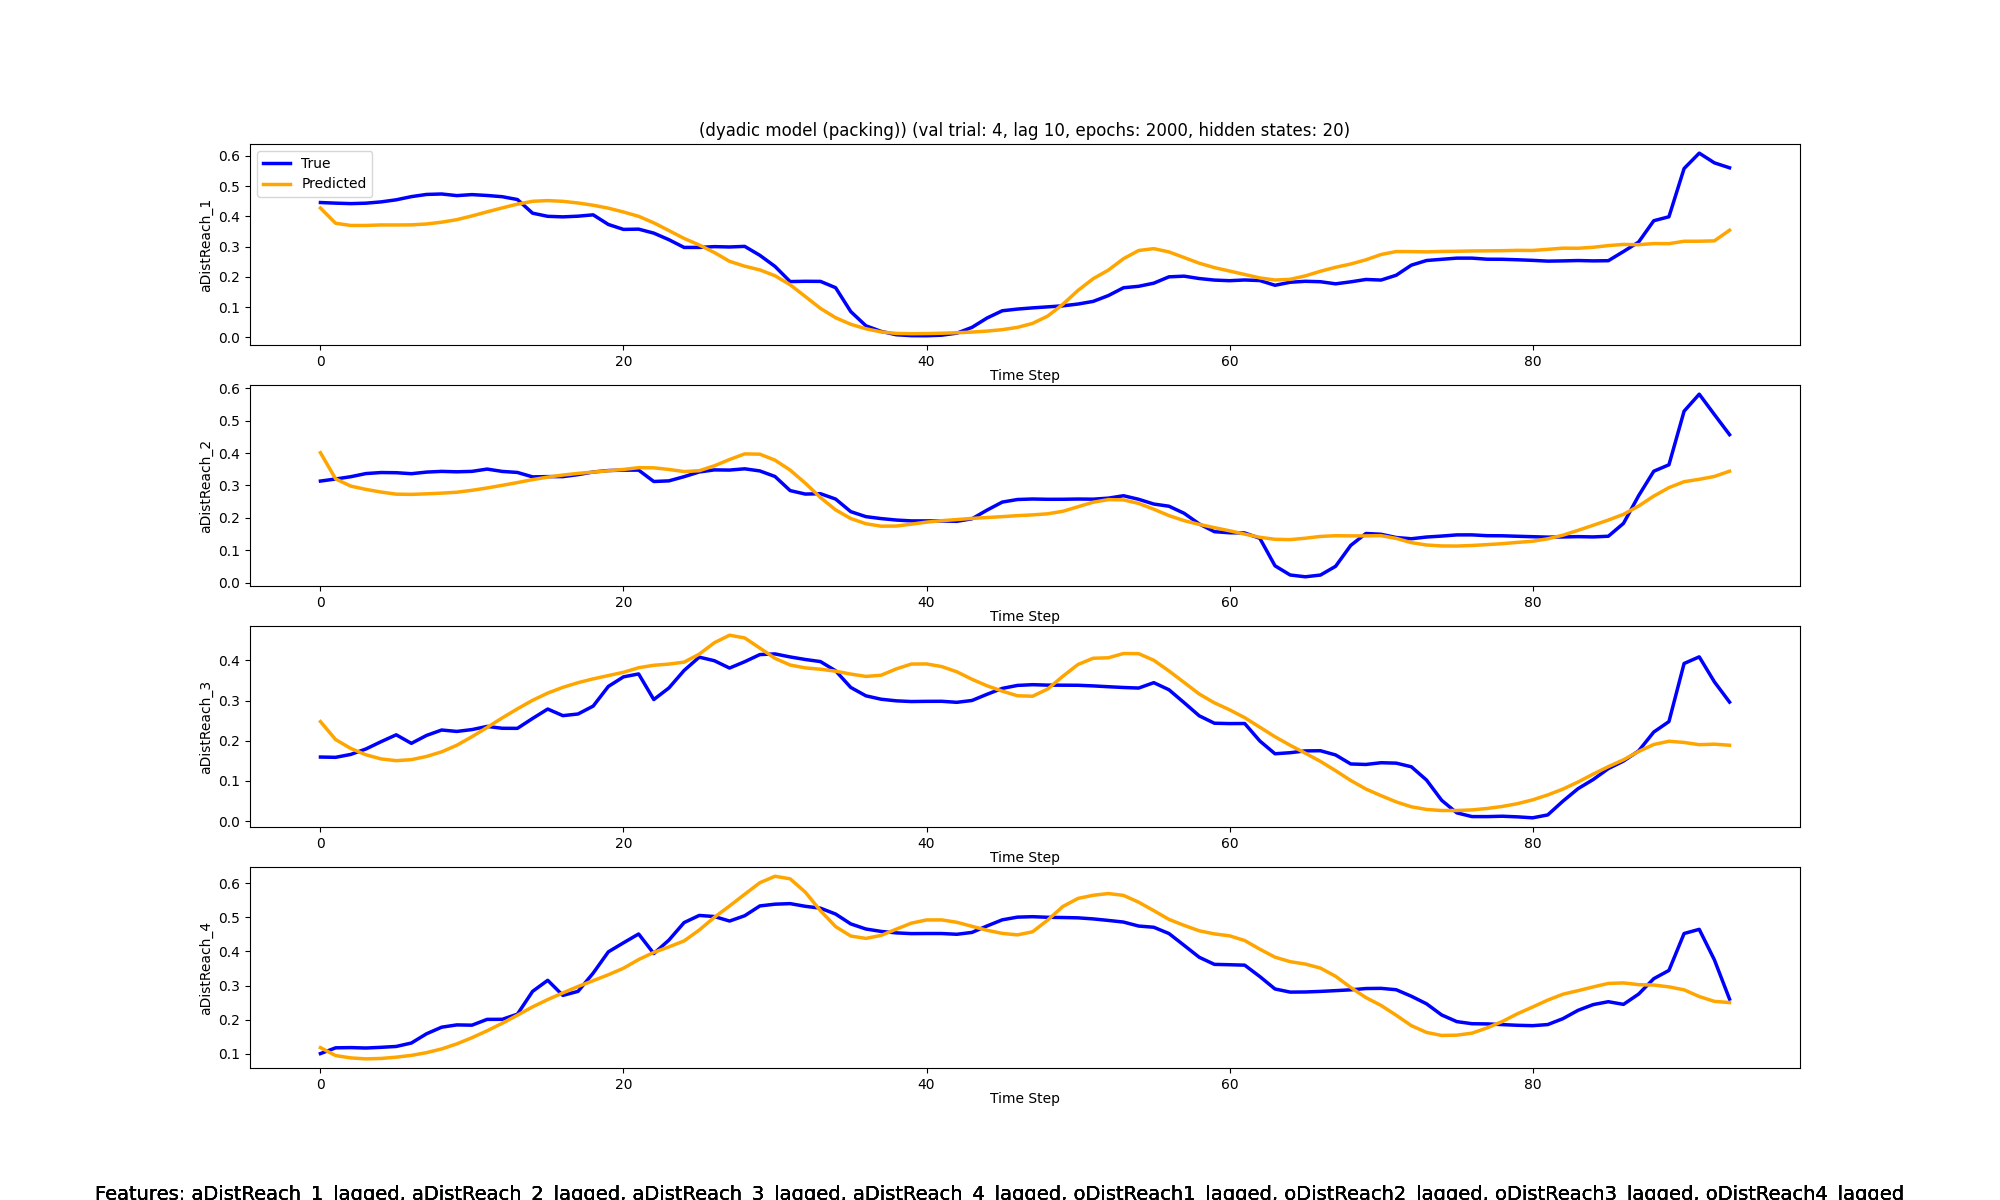 (dyadic model (packing)) (val trial: 4, lag 10, epochs: 2000, hidden states: 20)
True
Predicted
aDistReach_1
0.6
0.5
0.4
0.3
0.2
0.1
0.0
0 20 40 60 80
Time Step
aDistReach_2
0.6
0.5
0.4
0.3
0.2
0.1
0.0
0 20 40 60 80
Time Step
aDistReach_3
0.4
0.3
0.2
0.1
0.0
0 20 40 60 80
Time Step
aDistReach_4
0.6
0.5
0.4
0.3
0.2
0.1
0 20 40 60 80
Time Step
Features: aDistReach_1_lagged, aDistReach_2_lagged, aDistReach_3_lagged, aDistReach_4_lagged, oDistReach1_lagged, oDistReach2_lagged, oDistReach3_lagged, oDistReach4_lagged